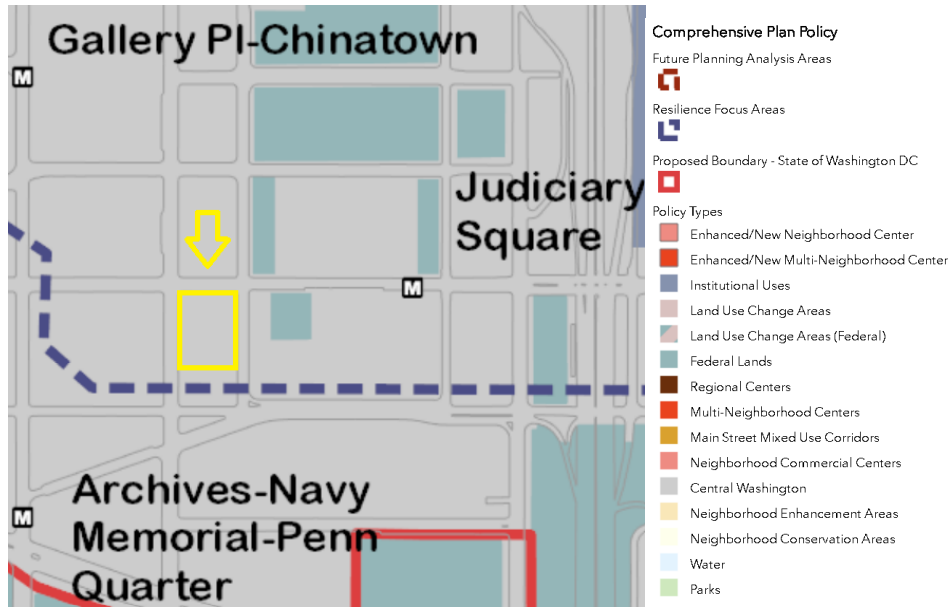 Gallery Pl-Chinatown
M
Judiciary
Square
M
Archives-Navy
M
Memorial-Penn
Quarter
Comprehensive Plan Policy
Future Planning Analysis Areas
Resilience Focus Areas
Proposed Boundary - State of Washington DC
Policy Types
Enhanced/New Neighborhood Center
Enhanced/New Multi-Neighborhood Center
Institutional Uses
Land Use Change Areas
Land Use Change Areas (Federal)
Federal Lands
Regional Centers
Multi-Neighborhood Centers
Main Street Mixed Use Corridors
Neighborhood Commercial Centers
Central Washington
Neighborhood Enhancement Areas
Neighborhood Conservation Areas
Water
Parks